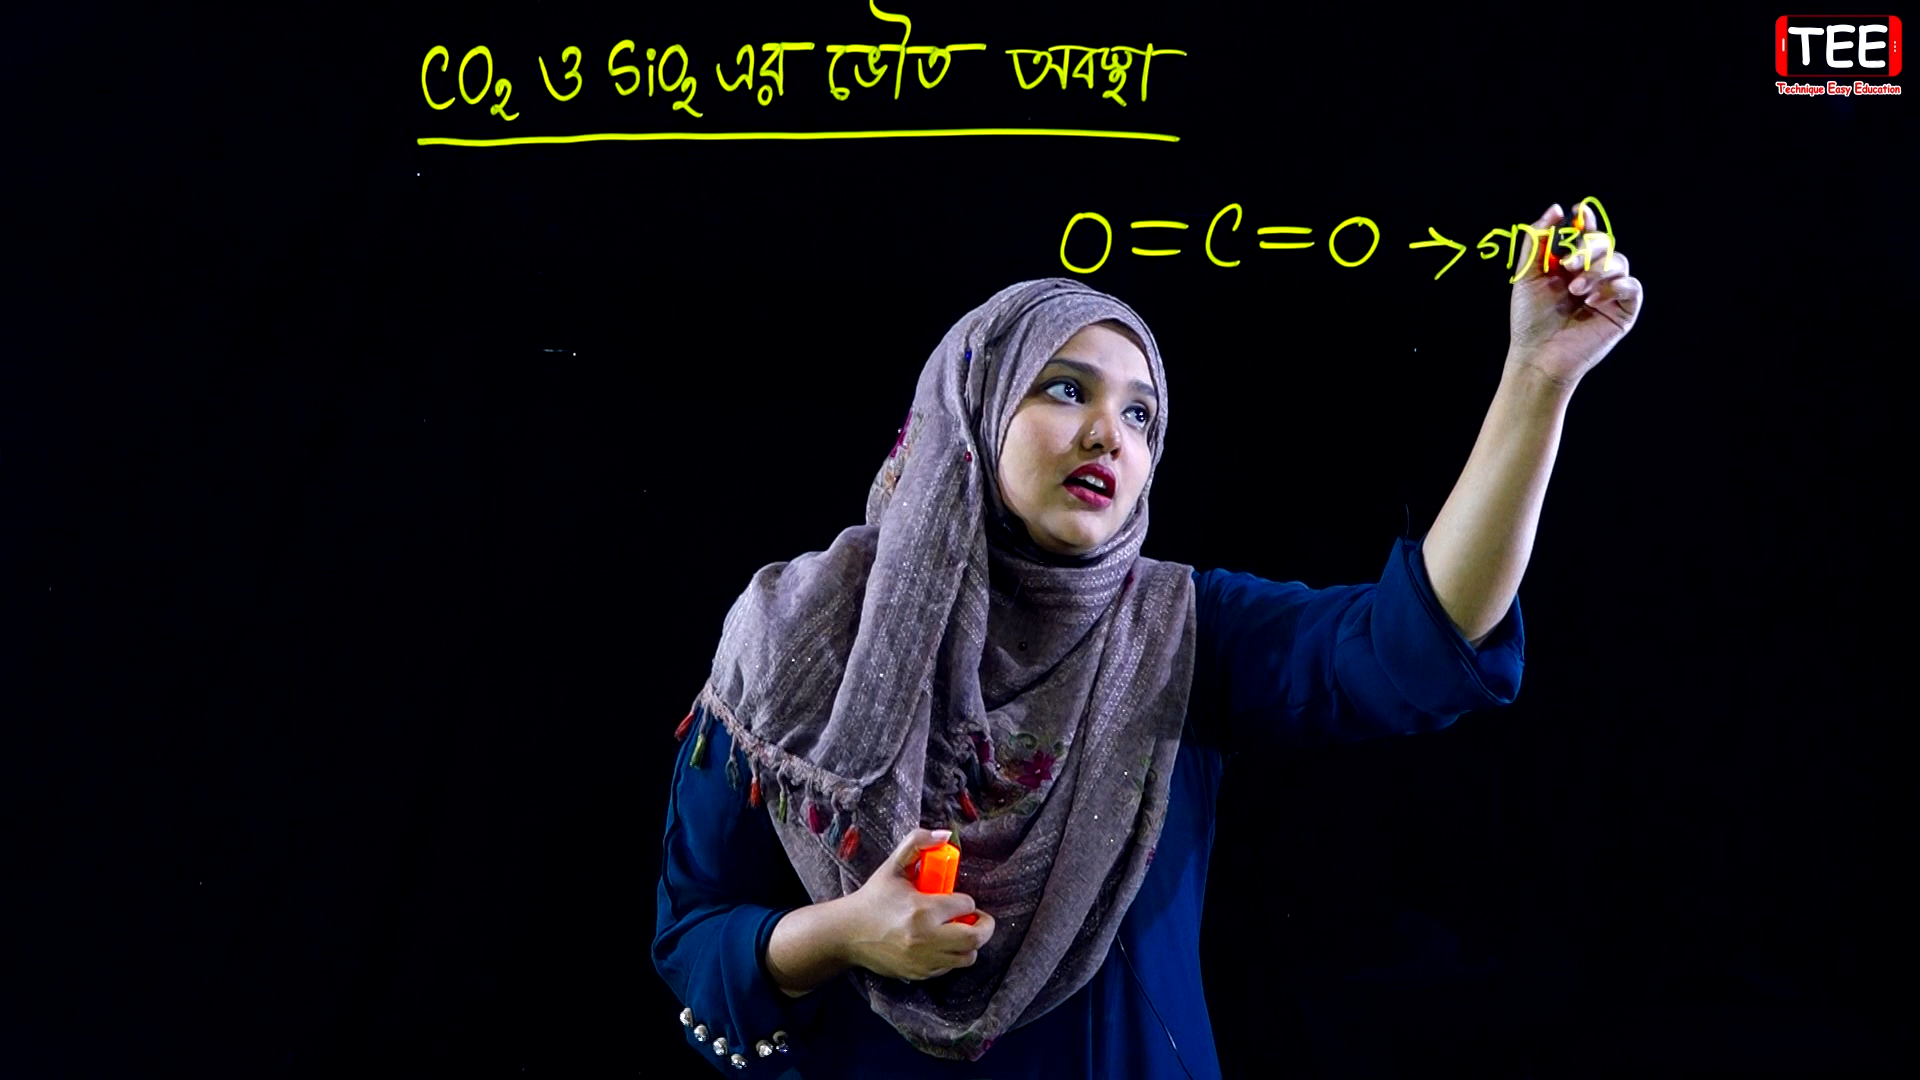 CO₂ ও SiO₂ এর ভৌত অবস্থা
O=C=O → গ্যাসী
TEE
Technique Easy Education